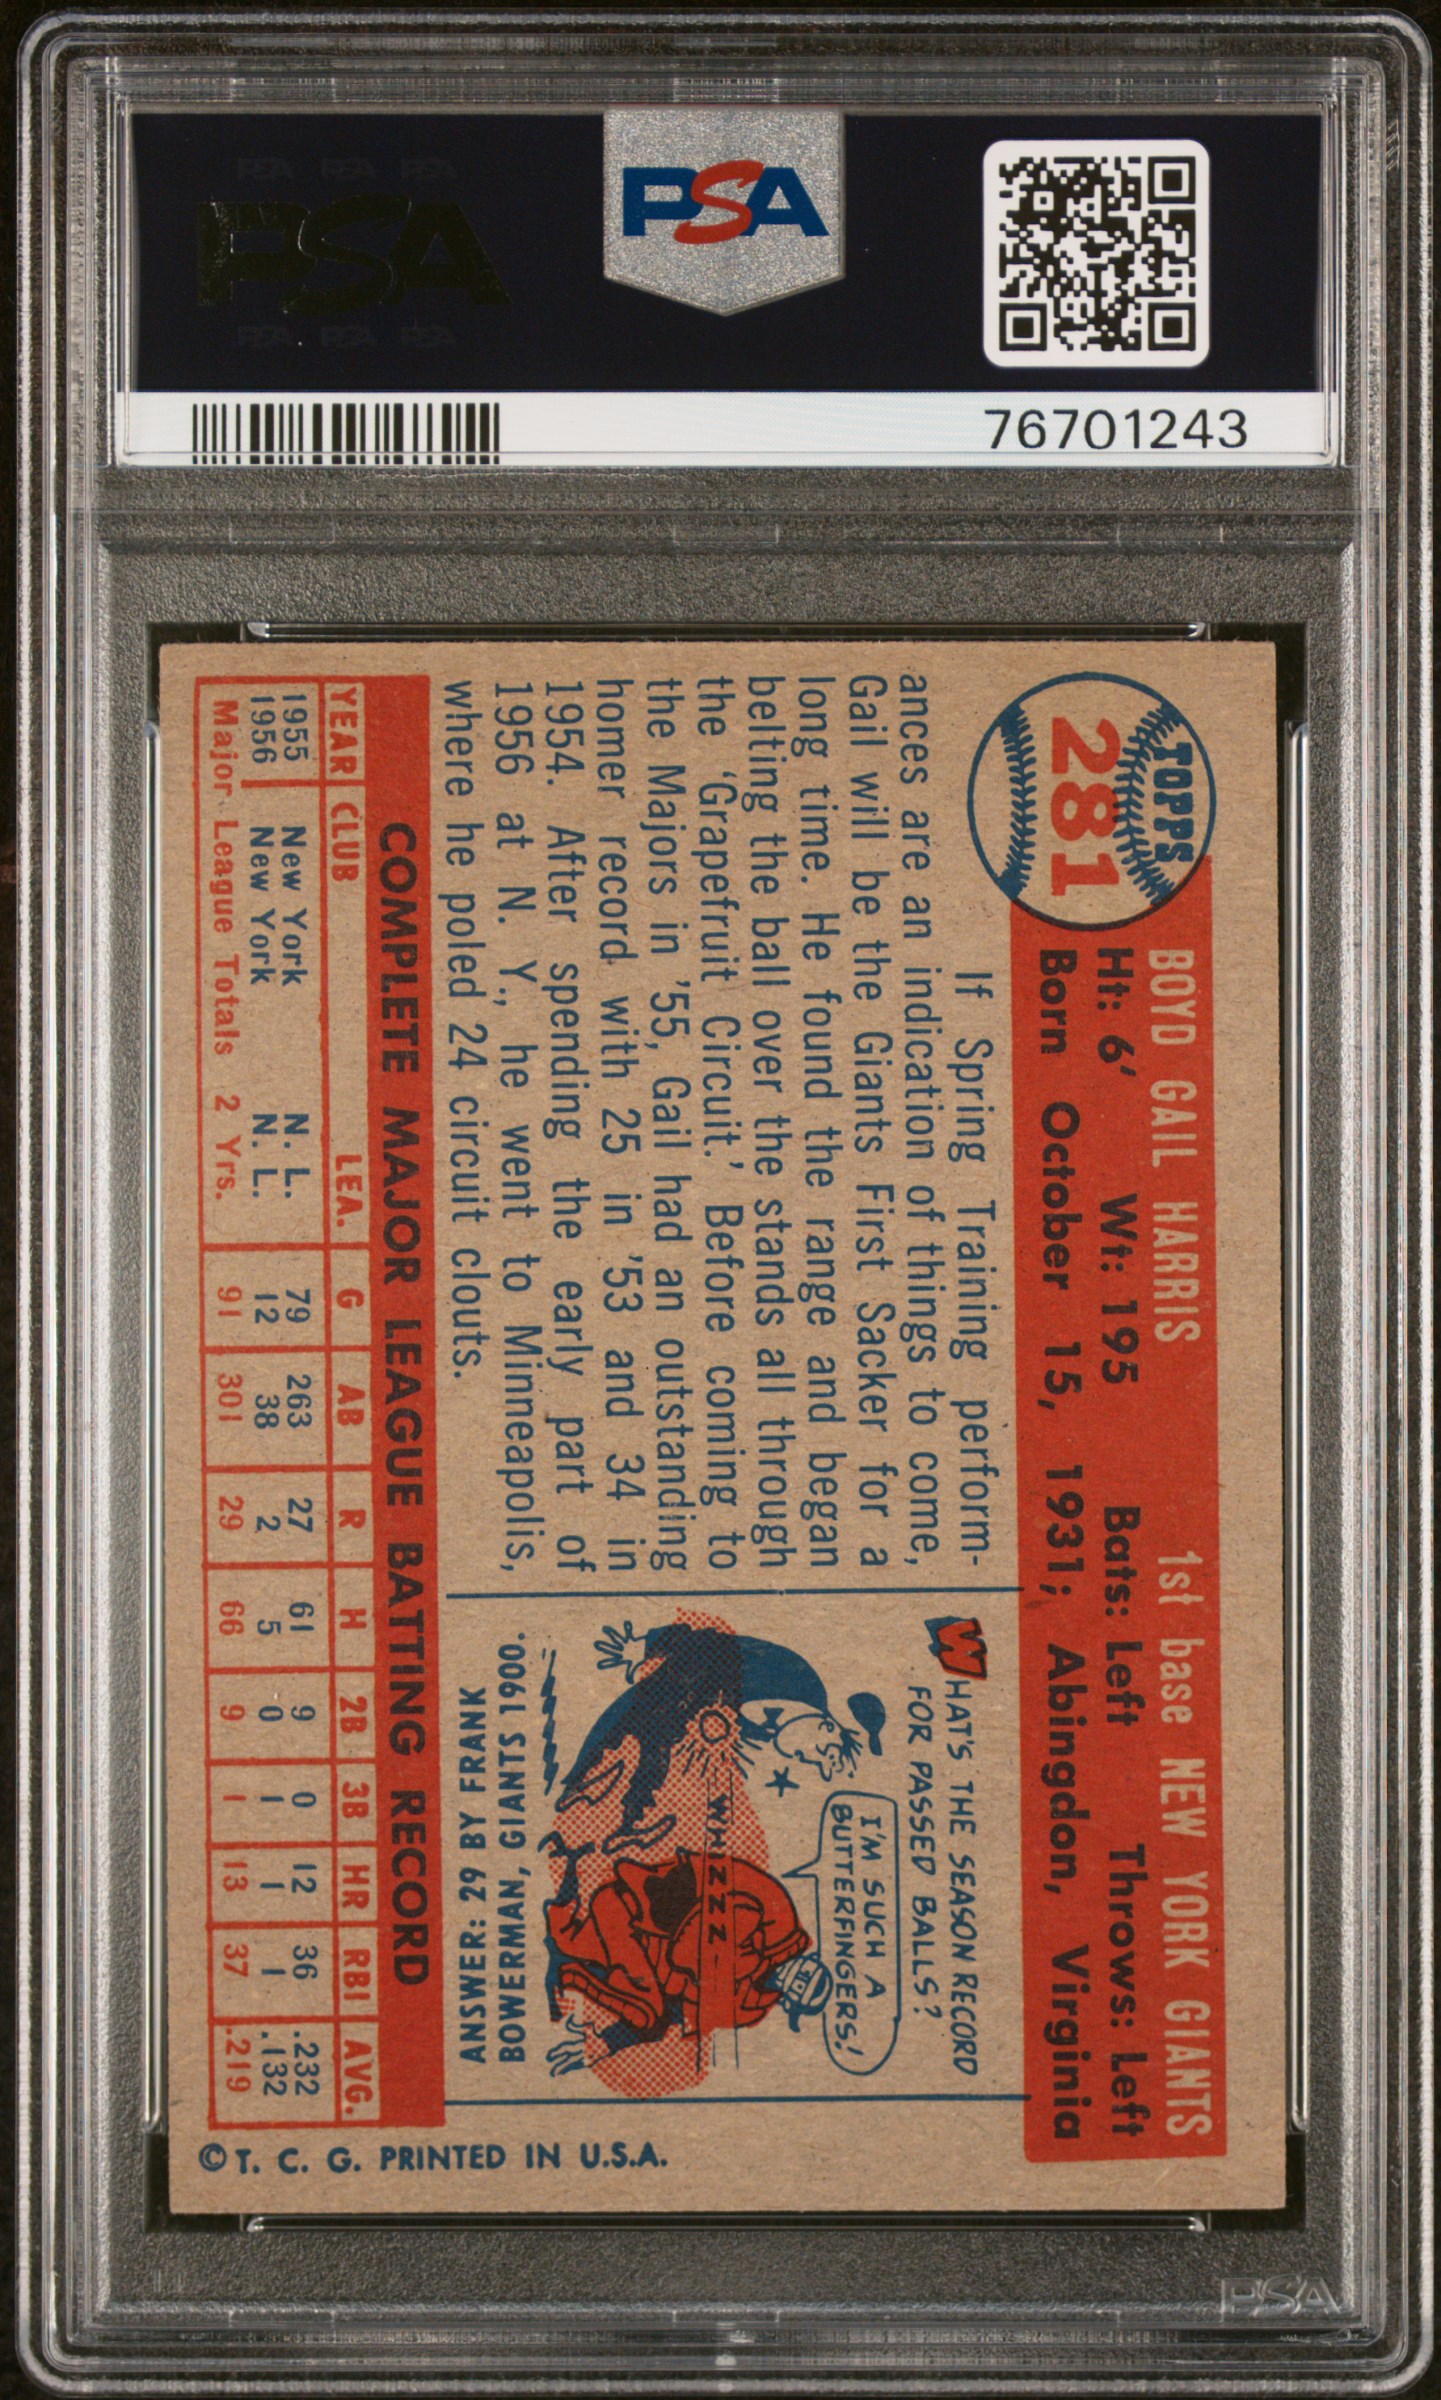 PSA PSA PSA
PSA
PSA PSA PSA
PSA
76701243
TOPPS
281
BOYD GAIL HARRIS 1st base NEW YORK GIANTS
Ht: 6' Wt: 195 Bats: Left Throws: Left
Born October 15, 1931; Abingdon, Virginia
If Spring Training perform-
ances are an indication of things to come,
Gail will be the Giants First Sacker for a
long time. He found the range and began
belting the ball over the stands all through
the 'Grapefruit Circuit.' Before coming to
the Majors in '55, Gail had an outstanding
homer record with 25 in '53 and 34 in
1954. After spending the early part of
1956 at N. Y., he went to Minneapolis,
where he poled 24 circuit clouts.
WHAT'S THE SEASON RECORD
FOR PASSED BALLS?
I'M SUCH A
BUTTERFINGERS!
WHIZZZ
ANSWER: 29 BY FRANK
BOWERMAN, GIANTS 1900.
COMPLETE MAJOR LEAGUE BATTING RECORD
YEAR CLUB LEA. G AB R H 2B 3B HR RBI AVG.
1955 New York N. L. 79 263 27 61 9 0 12 36 .232
1956 New York N. L. 12 38 2 5 0 1 1 1 .132
Major League Totals 2 Yrs. 91 301 29 66 9 1 13 37 .219
© T. C. G. PRINTED IN U.S.A.
PSA